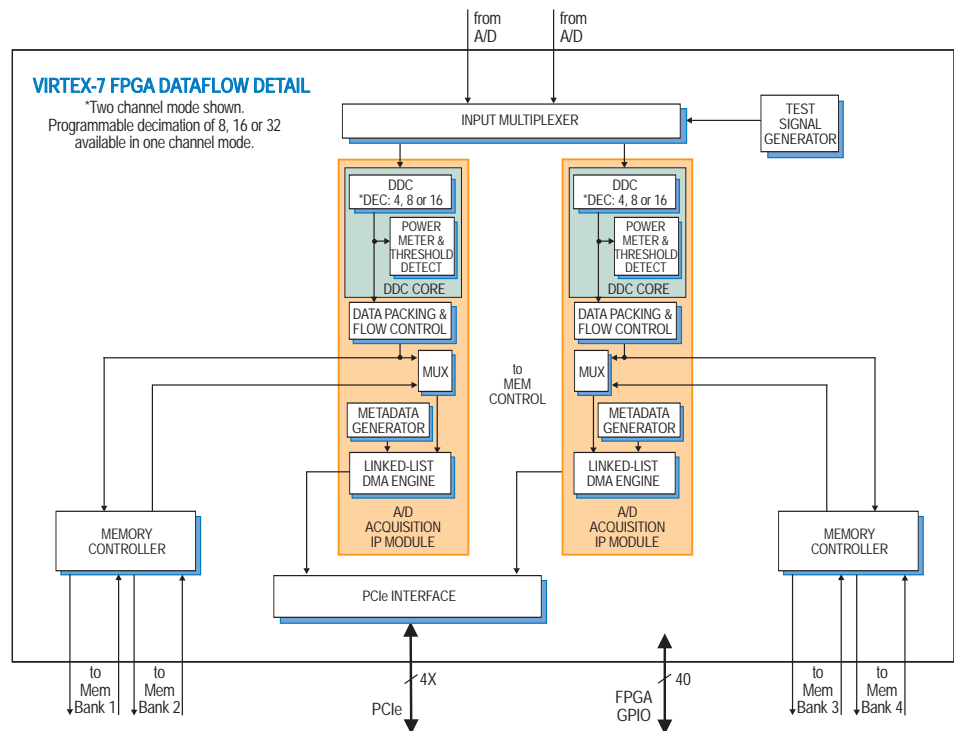 from
A/D
from
A/D
VIRTEX-7 FPGA DATAFLOW DETAIL
*Two channel mode shown.
Programmable decimation of 8, 16 or 32
available in one channel mode.
INPUT MULTIPLEXER
TEST
SIGNAL
GENERATOR
DDC
*DEC: 4, 8 or 16
POWER
METER &
THRESHOLD
DETECT
DDC CORE
DATA PACKING &
FLOW CONTROL
MUX
METADATA
GENERATOR
LINKED-LIST
DMA ENGINE
A/D
ACQUISITION
IP MODULE
to
MEM
CONTROL
DDC
*DEC: 4, 8 or 16
POWER
METER &
THRESHOLD
DETECT
DDC CORE
DATA PACKING &
FLOW CONTROL
MUX
METADATA
GENERATOR
LINKED-LIST
DMA ENGINE
A/D
ACQUISITION
IP MODULE
MEMORY
CONTROLLER
MEMORY
CONTROLLER
PCIe INTERFACE
to
Mem
Bank 1
to
Mem
Bank 2
4X
PCIe
40
FPGA
GPIO
to
Mem
Bank 3
to
Mem
Bank 4